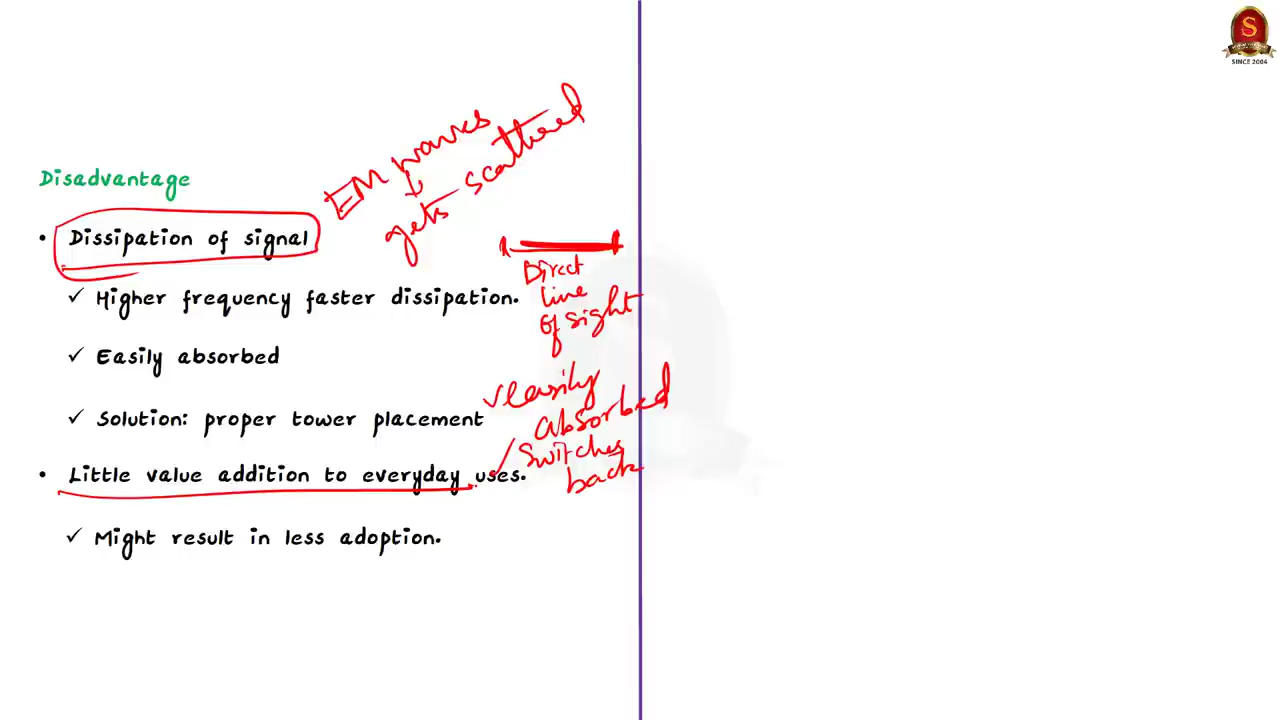 S
SINCE 2004
EM waves
gets scattered
Disadvantage
• Dissipation of signal
✓ Higher frequency faster dissipation.
Direct
line
of sight
✓ Easily absorbed
✓ easily
absorbed
✓ Solution: proper tower placement
switches
back
• Little value addition to everyday uses.
✓ Might result in less adoption.